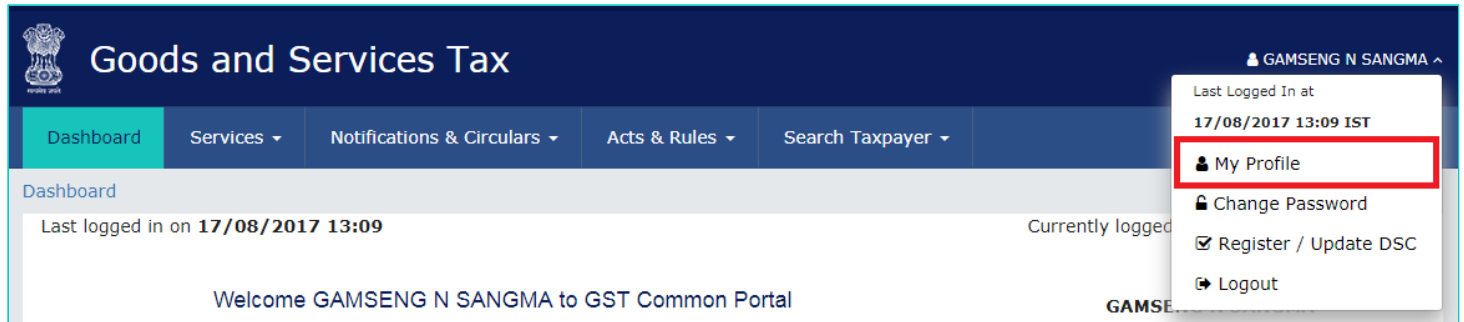 Goods and Services Tax
GAMSENG N SANGMA
Last Logged In at
17/08/2017 13:09 IST
Dashboard Services Notifications & Circulars Acts & Rules Search Taxpayer
My Profile
Change Password
Register / Update DSC
Logout
Dashboard
Last logged in on 17/08/2017 13:09
Currently logged
Welcome GAMSENG N SANGMA to GST Common Portal